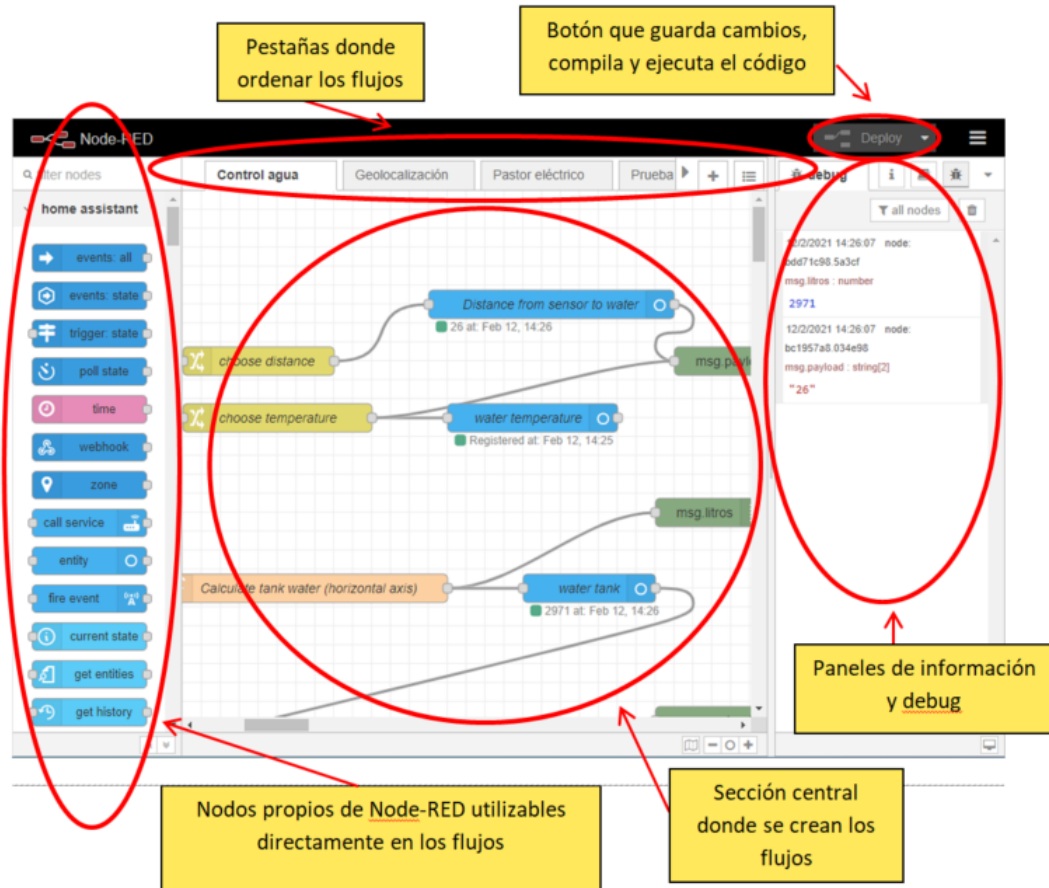 Pestañas donde
ordenar los flujos
Botón que guarda cambios,
compila y ejecuta el código
Node-RED
Deploy
filter nodes
Control agua
Geolocalización
Pastor eléctrico
Prueba
debug
i
all nodes
home assistant
events: all
events: state
trigger: state
poll state
time
webhook
zone
call service
entity
fire event
current state
get entities
get history
Distance from sensor to water
26 at: Feb 12, 14:26
choose distance
msg.payl
choose temperature
water temperature
Registered at: Feb 12, 14:25
msg.litros
Calculate tank water (horizontal axis)
water tank
2971 at: Feb 12, 14:26
12/2/2021 14:26:07 node:
bdd71c98.5a3cf
msg.litros : number
2971
12/2/2021 14:26:07 node:
bc1957a8.034e98
msg.payload : string[2]
"26"
Paneles de información
y debug
Nodos propios de Node-RED utilizables
directamente en los flujos
Sección central
donde se crean los
flujos